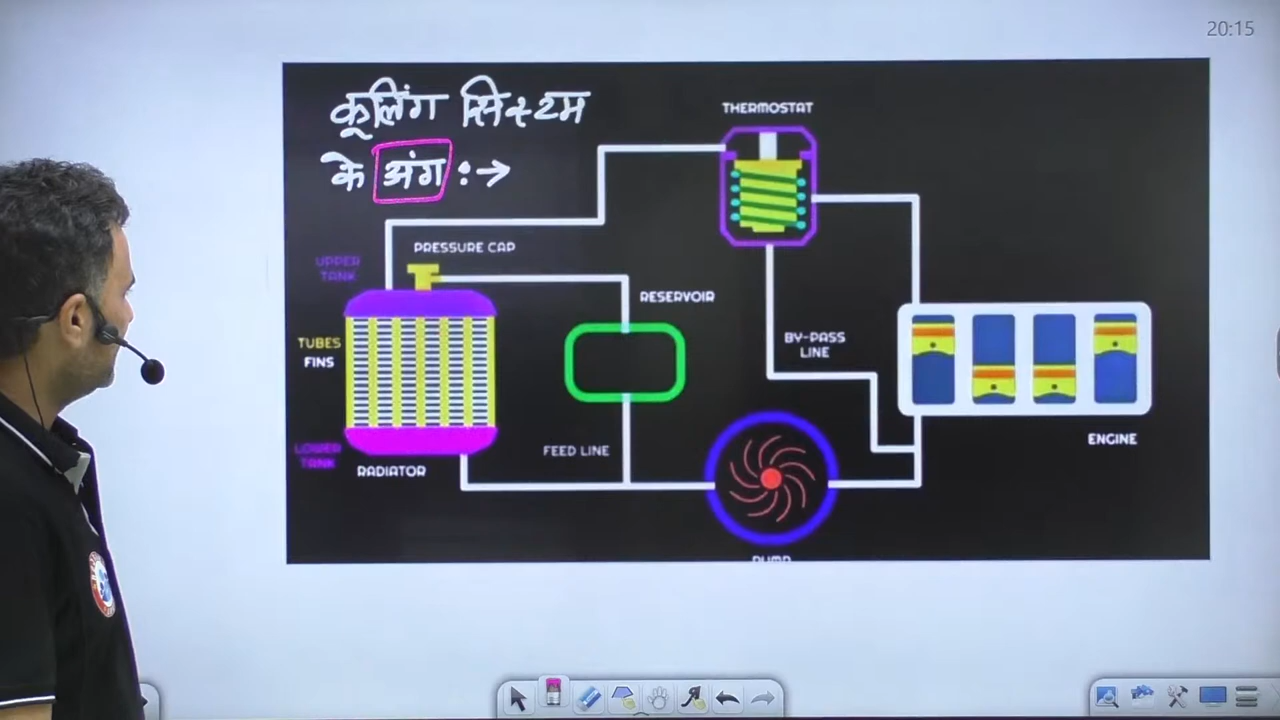 20:15
कूलिंग सिस्टम
के अंग :→
THERMOSTAT
PRESSURE CAP
UPPER
TANK
RESERVOIR
TUBES
FINS
BY-PASS
LINE
LOWER
TANK
RADIATOR
FEED LINE
ENGINE
PUMP